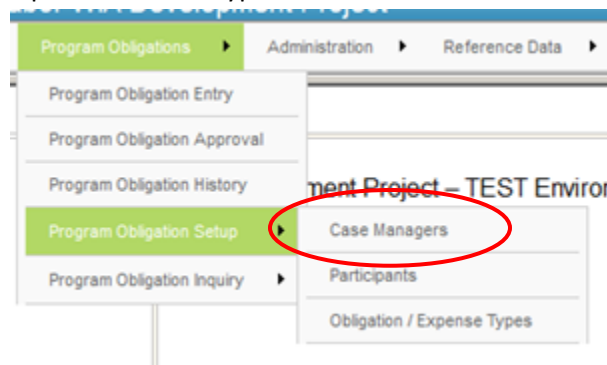 Program Obligations Administration Reference Data
Program Obligation Entry
Program Obligation Approval
Program Obligation History
ment Project – TEST Enviro
Program Obligation Setup Case Managers
Program Obligation Inquiry Participants
Obligation / Expense Types